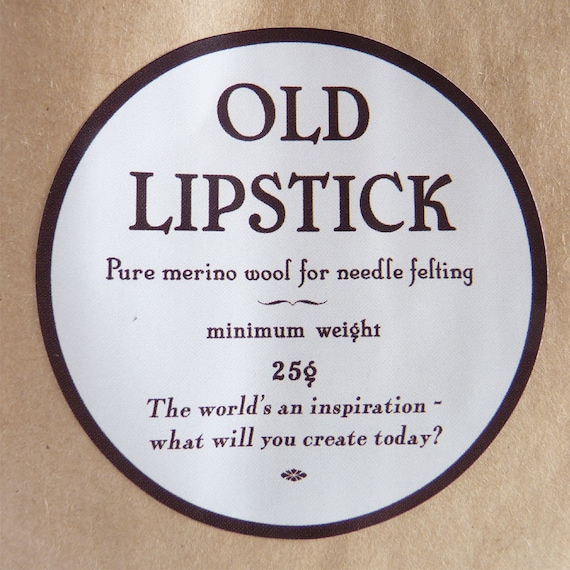 OLD
LIPSTICK
Pure merino wool for needle felting
minimum weight
25g
The world's an inspiration -
what will you create today?